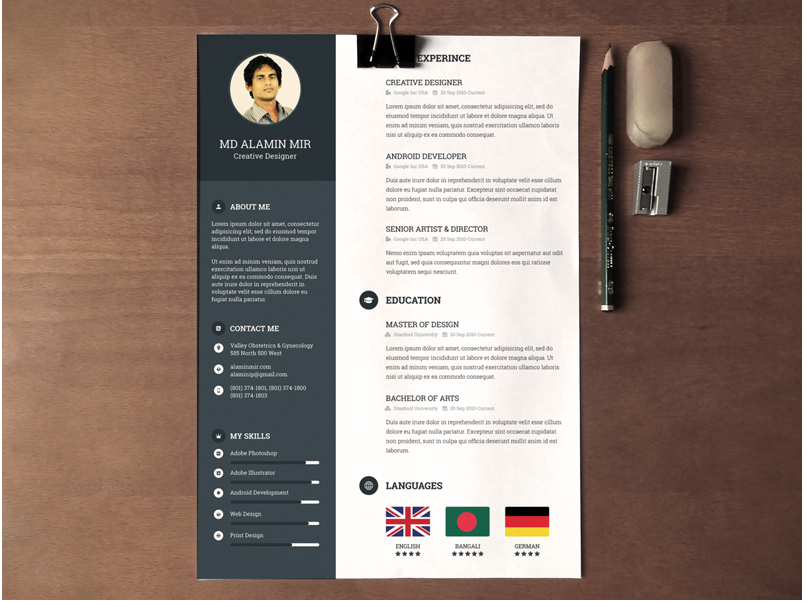 MD ALAMIN MIR
Creative Designer
ABOUT ME
Lorem ipsum dolor sit amet, consectetur
adipisicing elit, sed do eiusmod tempor
incididunt ut labore et dolore magna
aliqua.
Ut enim ad minim veniam, quis nostrud
exercitation ullamco laboris nisi ut
aliquip ex ea commodo consequat. Duis
aute irure dolor in reprehenderit in
voluptate velit esse cillum dolore eu
fugiat nulla pariatur.
CONTACT ME
Valley Obstetrics & Gynecology
585 North 500 West
alaminmir.com
alaminip@gmail.com
(801) 374-1801, (801) 374-1800
(801) 374-1803
MY SKILLS
Adobe Photoshop
Adobe Illustrator
Android Development
Web Design
Print Design
EXPERINCE
CREATIVE DESIGNER
Google Inc USA 20 Sep 2010-Current
Lorem ipsum dolor sit amet, consectetur adipisicing elit, sed do
eiusmod tempor incididunt ut labore et dolore magna aliqua. Ut
enim ad minim veniam, quis nostrud exercitation ullamco laboris
nisi ut aliquip ex ea commodo consequat.
ANDROID DEVELOPER
Google Inc USA 20 Sep 2010-Current
Duis aute irure dolor in reprehenderit in voluptate velit esse cillum
dolore eu fugiat nulla pariatur. Excepteur sint occaecat cupidatat
non proident, sunt in culpa qui officia deserunt mollit anim id est
laborum.
SENIOR ARTIST & DIRECTOR
Google Inc USA 20 Sep 2010-Current
Nemo enim ipsam voluptatem quia voluptas sit aspernatur aut odit
aut fugit, sed quia consequuntur magni dolores eos qui ratione
voluptatem sequi nesciunt.
EDUCATION
MASTER OF DESIGN
Stanford University 20 Sep 2010-Current
Lorem ipsum dolor sit amet, consectetur adipisicing elit, sed do
eiusmod tempor incididunt ut labore et dolore magna aliqua. Ut
enim ad minim veniam, quis nostrud exercitation ullamco laboris
nisi ut aliquip ex ea commodo consequat.
BACHELOR OF ARTS
Stanford University 20 Sep 2010-Current
Duis aute irure dolor in reprehenderit in voluptate velit esse cillum
dolore eu fugiat nulla pariatur. Excepteur sint occaecat cupidatat
non proident, sunt in culpa qui officia deserunt mollit anim id est
laborum.
LANGUAGES
ENGLISH BANGALI GERMAN